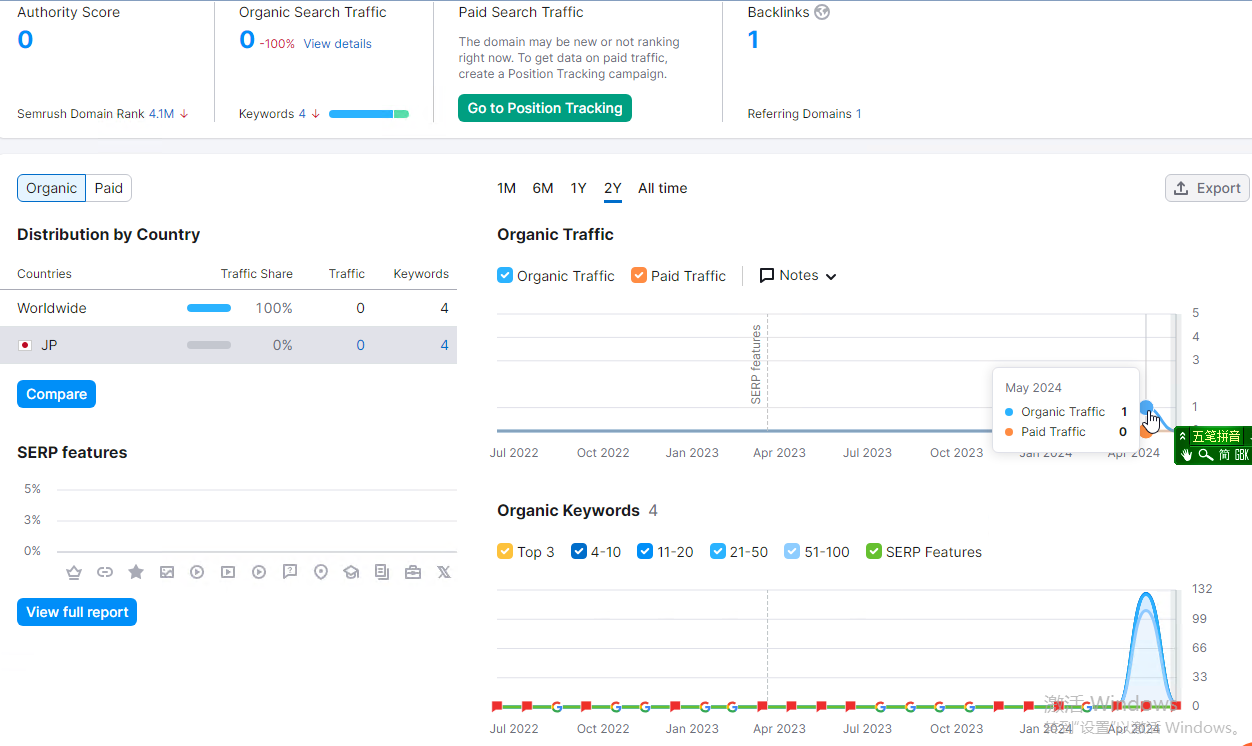 Authority Score
0
Semrush Domain Rank 4.1M ↓
Organic Search Traffic
0 -100% View details
Keywords 4 ↓
Paid Search Traffic
The domain may be new or not ranking
right now. To get data on paid traffic,
create a Position Tracking campaign.
Go to Position Tracking
Backlinks
1
Referring Domains 1
Organic Paid
Distribution by Country
Countries Traffic Share Traffic Keywords
Worldwide 100% 0 4
JP 0% 0 4
Compare
SERP features
5%
3%
0%
View full report
1M 6M 1Y 2Y All time
Export
Organic Traffic
Organic Traffic Paid Traffic Notes
5
4
3
1
SERP features
May 2024
Organic Traffic 1
Paid Traffic 0
Jul 2022 Oct 2022 Jan 2023 Apr 2023 Jul 2023 Oct 2023 Jan 2024 Apr 2024
五笔拼音
简 GBK
Organic Keywords 4
Top 3 4-10 11-20 21-50 51-100 SERP Features
132
99
66
33
0
Jul 2022 Oct 2022 Jan 2023 Apr 2023 Jul 2023 Oct 2023 Jan 2024 Apr 2024
激活 Windows
转到"设置"以激活 Windows。